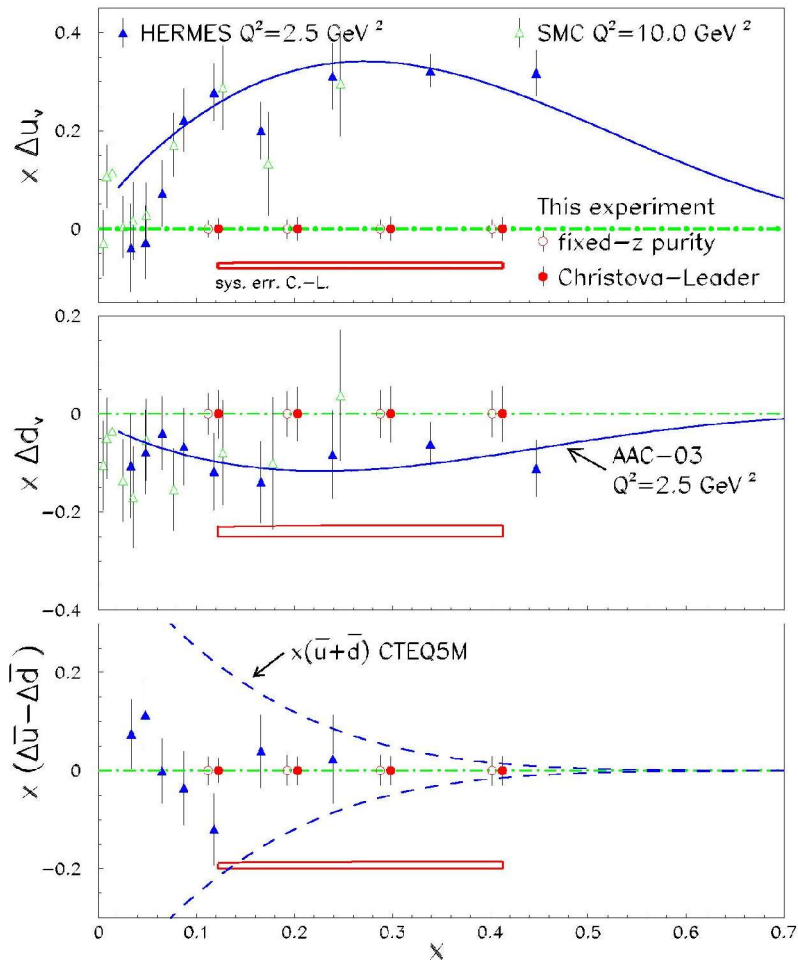 HERMES Q²=2.5 GeV² SMC Q²=10.0 GeV²
0.4
0.2
0
x Δuᵥ
This experiment
fixed-z purity
Christova-Leader
sys. err. C.-L.
0.2
0
-0.2
-0.4
x Δdᵥ
AAC-03
Q²=2.5 GeV²
x(u̅+d̅) CTEQ5M
0.2
0
-0.2
x (Δu̅-Δd̅)
0 0.1 0.2 0.3 0.4 0.5 0.6 0.7
x